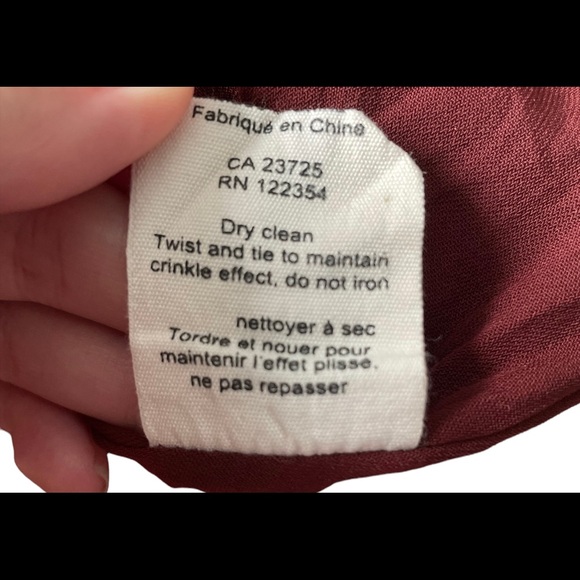 Fabriqué en China
CA 23725
RN 122354
Dry clean
Twist and tie to maintain
crinkle effect, do not iron
nettoyer à sec
Tordre et nouer pour
maintenir l'effet plissé,
ne pas repasser